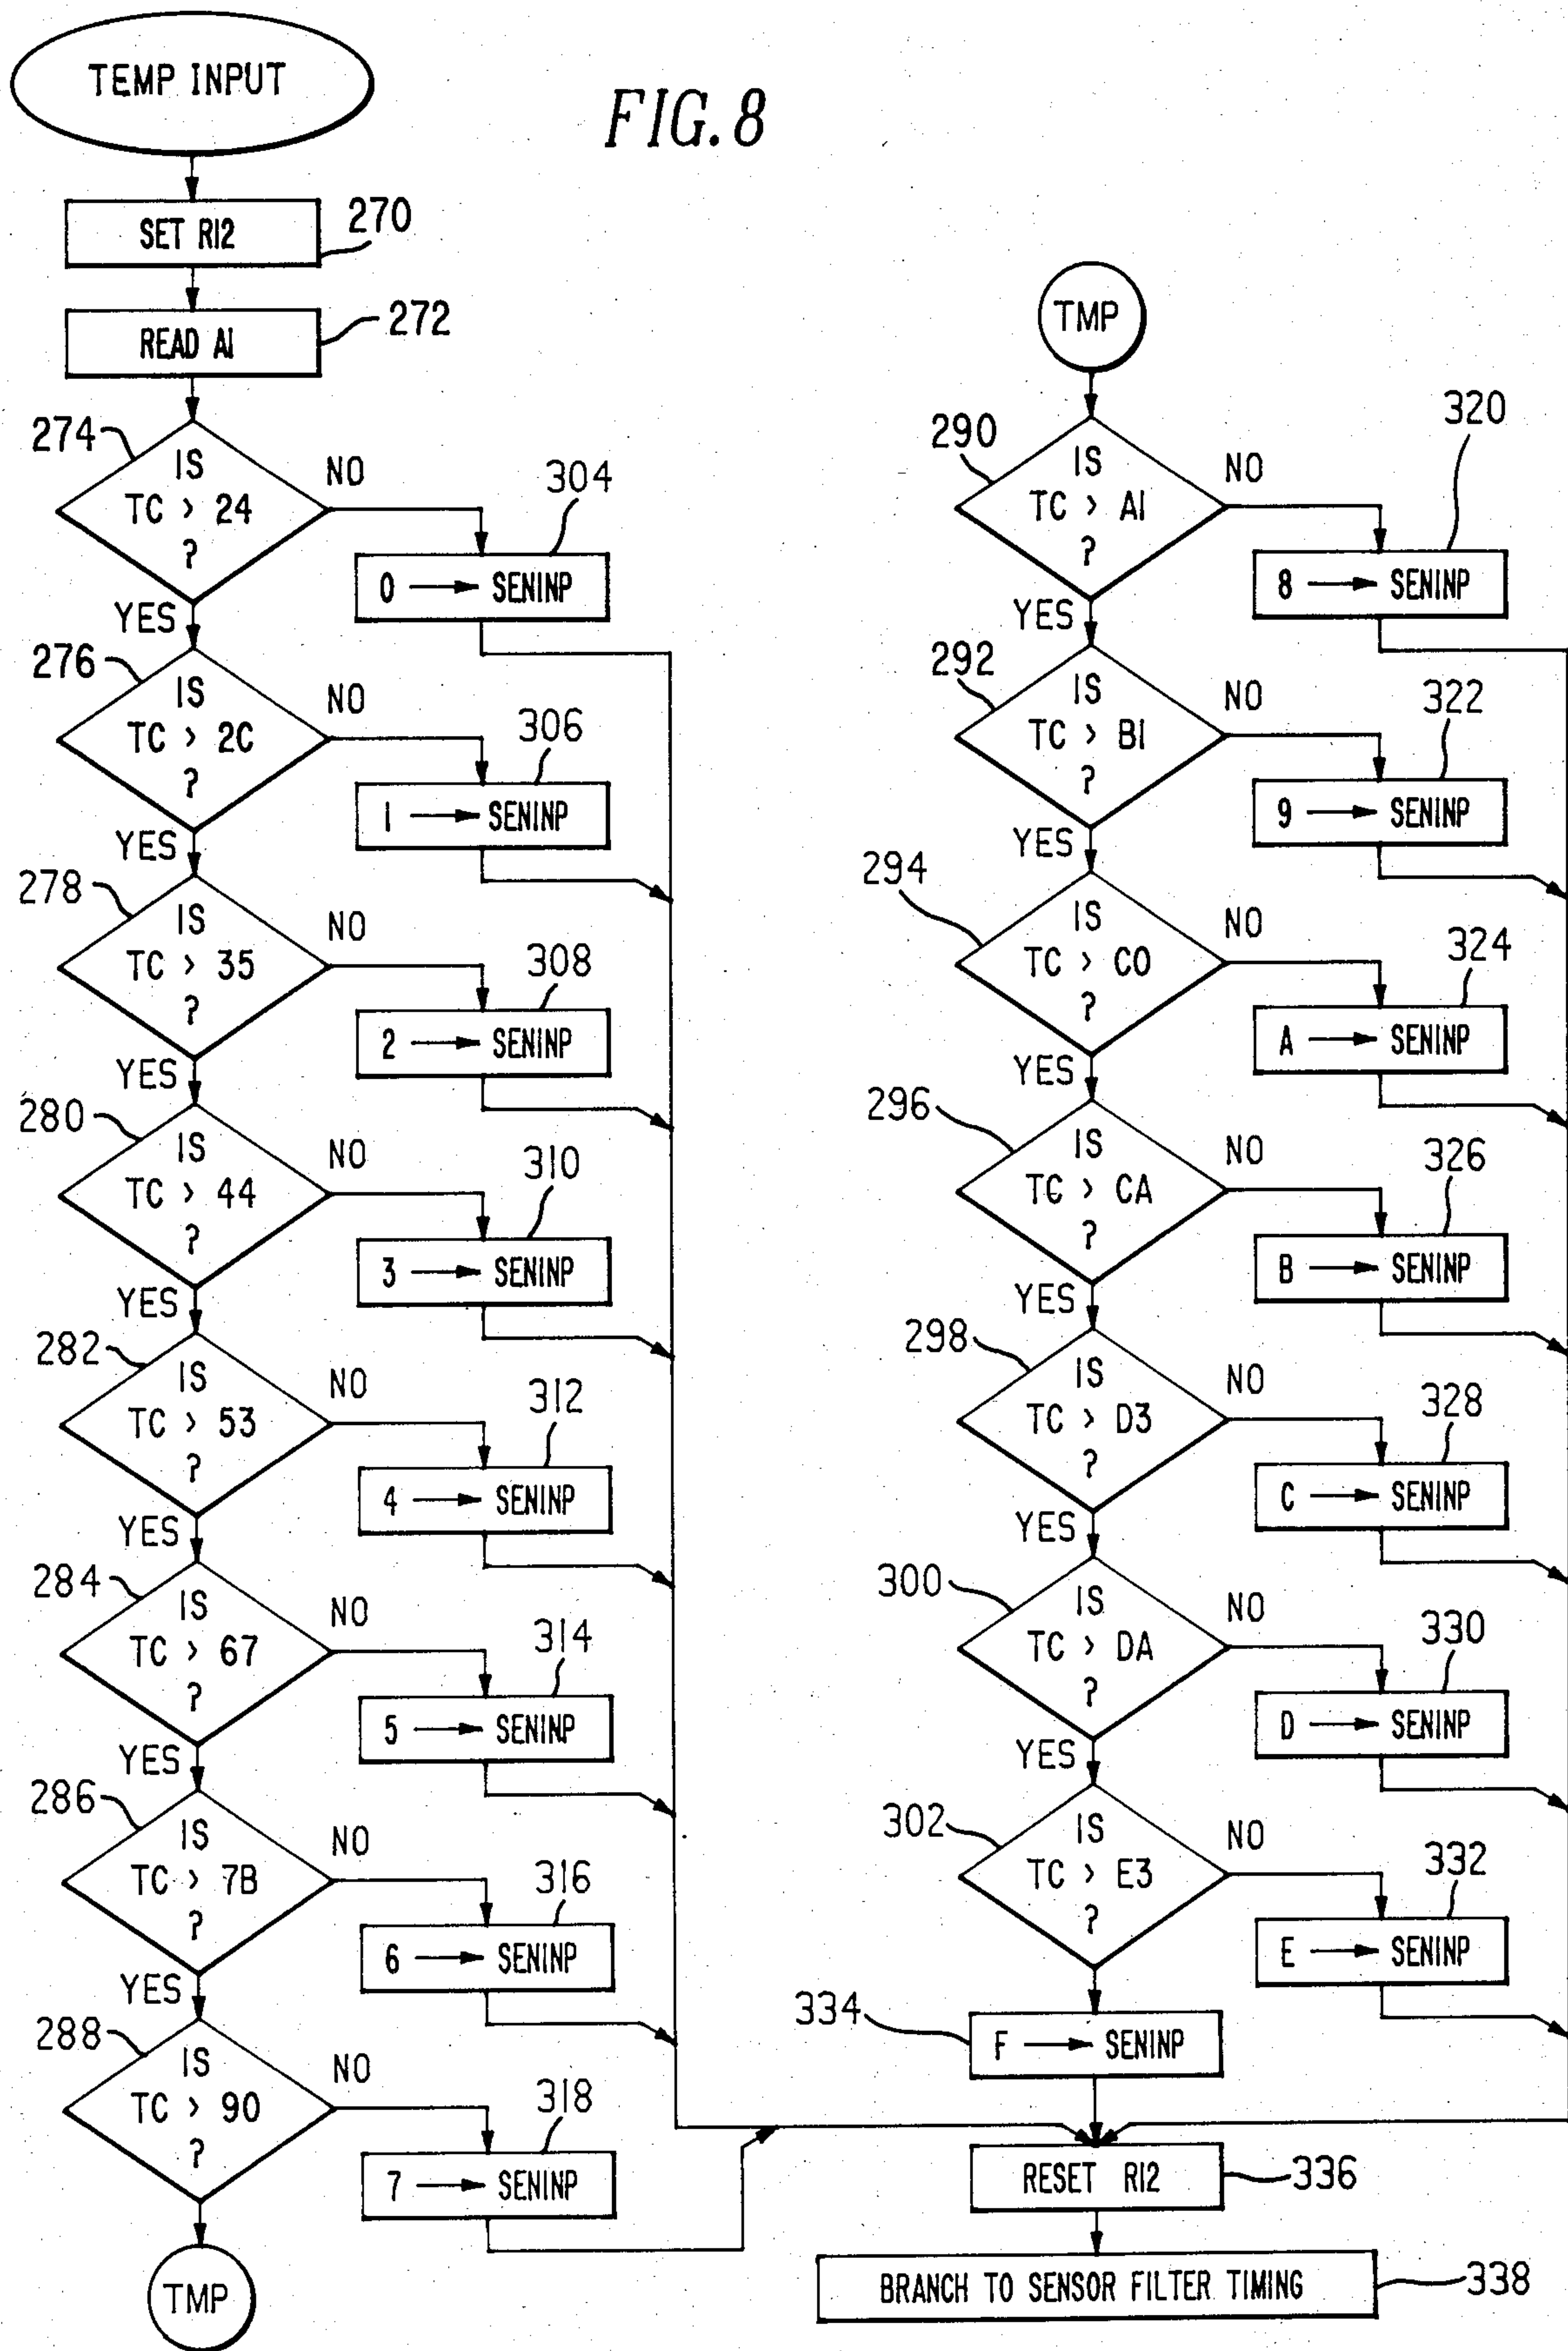 TEMP INPUT
FIG. 8
SET R12
270
READ A1
272
274
IS
TC > 24
?
NO
YES
304
0 → SENINP
276
IS
TC > 2C
?
NO
YES
306
1 → SENINP
278
IS
TC > 35
?
NO
YES
308
2 → SENINP
280
IS
TC > 44
?
NO
YES
310
3 → SENINP
282
IS
TC > 53
?
NO
YES
312
4 → SENINP
284
IS
TC > 67
?
NO
YES
314
5 → SENINP
286
IS
TC > 7B
?
NO
YES
316
6 → SENINP
288
IS
TC > 90
?
NO
318
7 → SENINP
TMP
TMP
290
IS
TC > A1
?
NO
YES
320
8 → SENINP
292
IS
TC > B1
?
NO
YES
322
9 → SENINP
294
IS
TC > C0
?
NO
YES
324
A → SENINP
296
IS
TC > CA
?
NO
YES
326
B → SENINP
298
IS
TC > D3
?
NO
YES
328
C → SENINP
300
IS
TC > DA
?
NO
YES
330
D → SENINP
302
IS
TC > E3
?
NO
332
E → SENINP
334
F → SENINP
RESET R12
336
BRANCH TO SENSOR FILTER TIMING
338